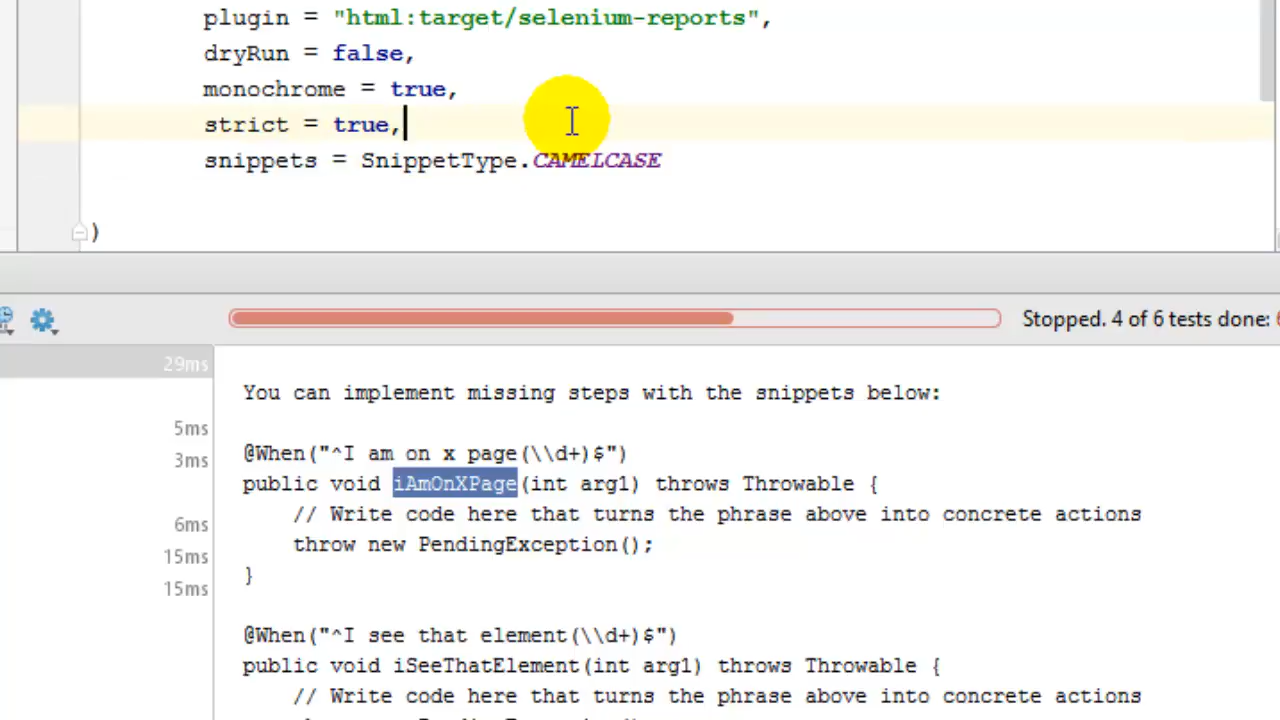 plugin = "html:target/selenium-reports",
dryRun = false,
monochrome = true,
strict = true,
snippets = SnippetType.CAMELCASE
)
Stopped. 4 of 6 tests done:
29ms
You can implement missing steps with the snippets below:
5ms
@When("^I am on x page(\\d+)$")
3ms
public void iAmOnXPage(int arg1) throws Throwable {
// Write code here that turns the phrase above into concrete actions
6ms
throw new PendingException();
15ms
}
15ms
@When("^I see that element(\\d+)$")
public void iSeeThatElement(int arg1) throws Throwable {
// Write code here that turns the phrase above into concrete actions